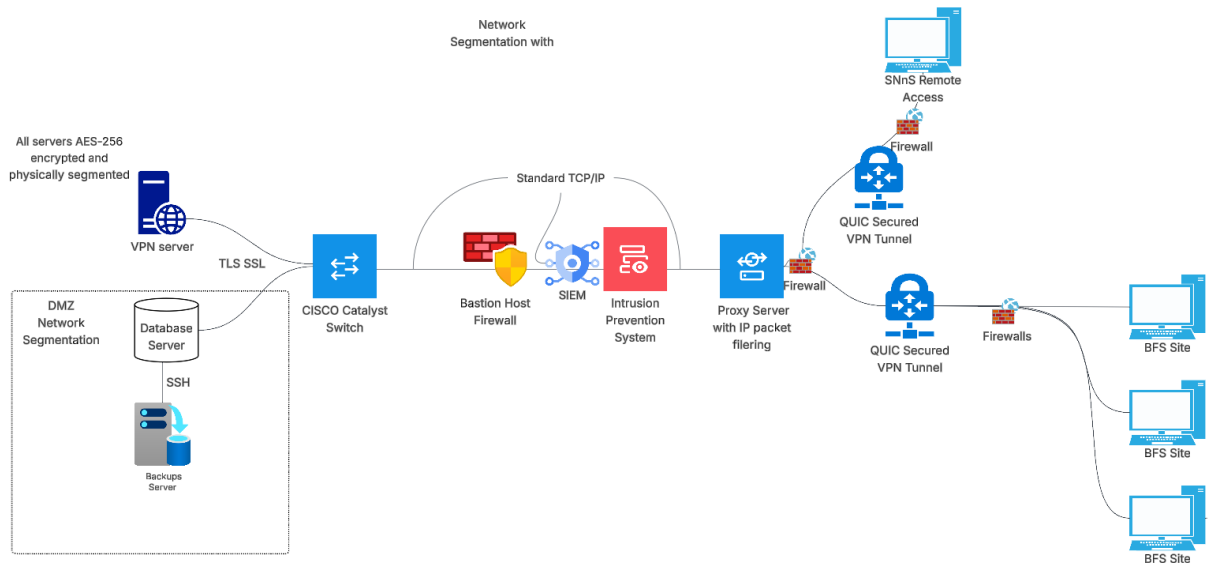 Network
Segmentation with
SNnS Remote
Access
Firewall
All servers AES-256
encrypted and
physically segmented
VPN server
TLS SSL
Standard TCP/IP
QUIC Secured
VPN Tunnel
DMZ
Network
Segmentation
Database
Server
SSH
Backups
Server
CISCO Catalyst
Switch
Bastion Host
Firewall
SIEM
Intrusion
Prevention
System
Proxy Server
with IP packet
filering
Firewall
QUIC Secured
VPN Tunnel
Firewalls
BFS Site
BFS Site
BFS Site